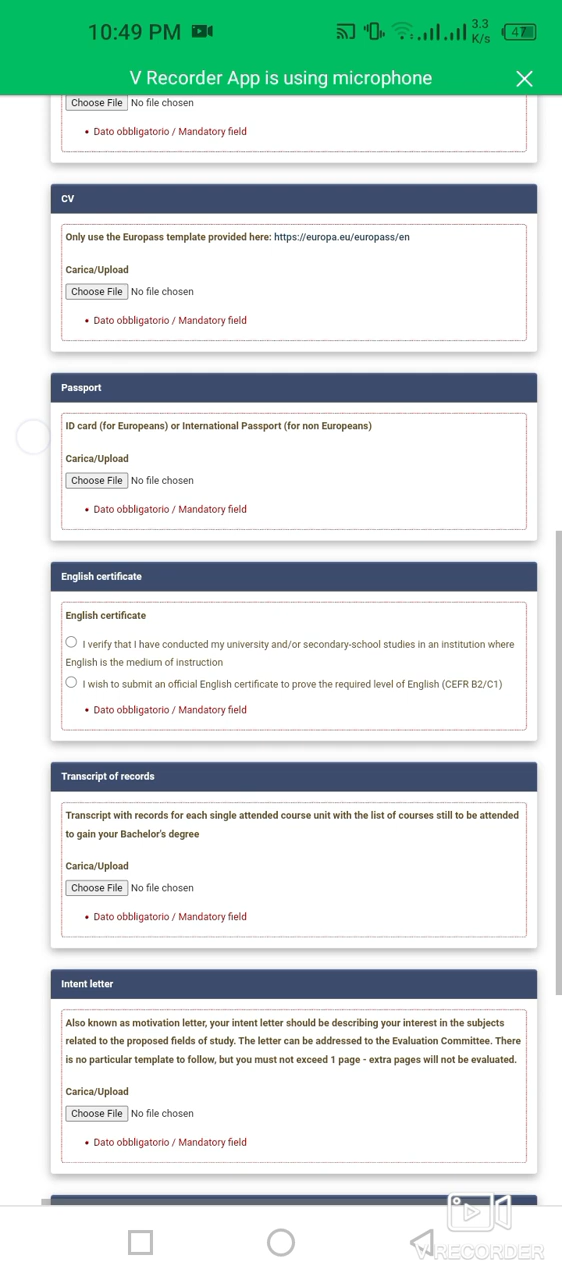 10:49 PM
3.3
K/s
47
V Recorder App is using microphone
Choose File No file chosen
• Dato obbligatorio / Mandatory field
CV
Only use the Europass template provided here: https://europa.eu/europass/en
Carica/Upload
Choose File No file chosen
• Dato obbligatorio / Mandatory field
Passport
ID card (for Europeans) or International Passport (for non Europeans)
Carica/Upload
Choose File No file chosen
• Dato obbligatorio / Mandatory field
English certificate
English certificate
I verify that I have conducted my university and/or secondary-school studies in an institution where
English is the medium of instruction
I wish to submit an official English certificate to prove the required level of English (CEFR B2/C1)
• Dato obbligatorio / Mandatory field
Transcript of records
Transcript with records for each single attended course unit with the list of courses still to be attended
to gain your Bachelor's degree
Carica/Upload
Choose File No file chosen
• Dato obbligatorio / Mandatory field
Intent letter
Also known as motivation letter, your intent letter should be describing your interest in the subjects
related to the proposed fields of study. The letter can be addressed to the Evaluation Committee. There
is no particular template to follow, but you must not exceed 1 page - extra pages will not be evaluated.
Carica/Upload
Choose File No file chosen
• Dato obbligatorio / Mandatory field
V RECORDER